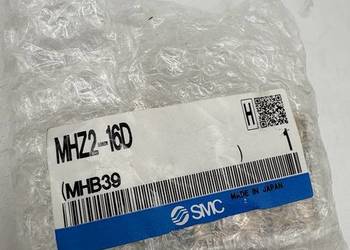 H
MHZ2-16D
) 1
(MHB39
SMC
MADE IN JAPAN